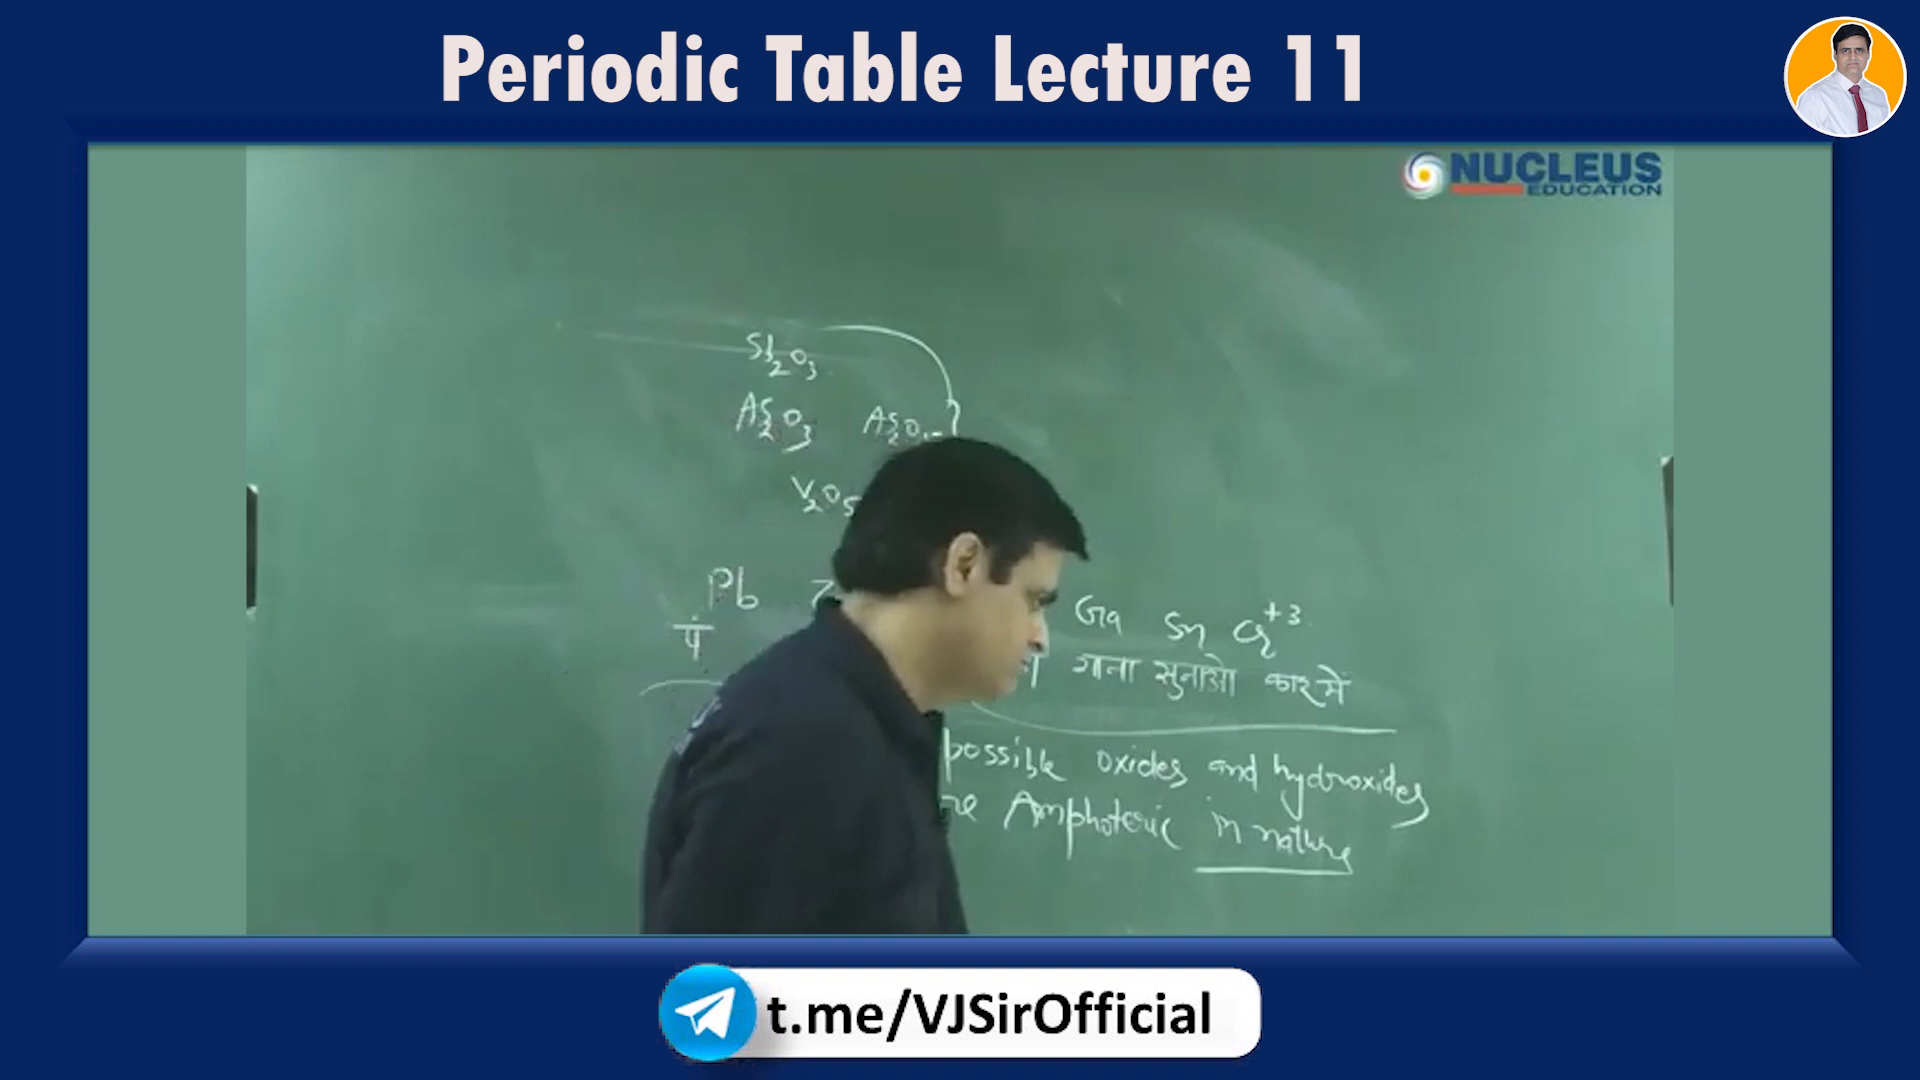 Periodic Table Lecture 11
NUCLEUS
EDUCATION
Sb2O3
As2O3 As2O
V2O5
Pb Ga Sn Cr+3
पं गाना सुनाओ कार में
possible oxides and hydroxides
Amphoteric in nature
t.me/VJSirOfficial